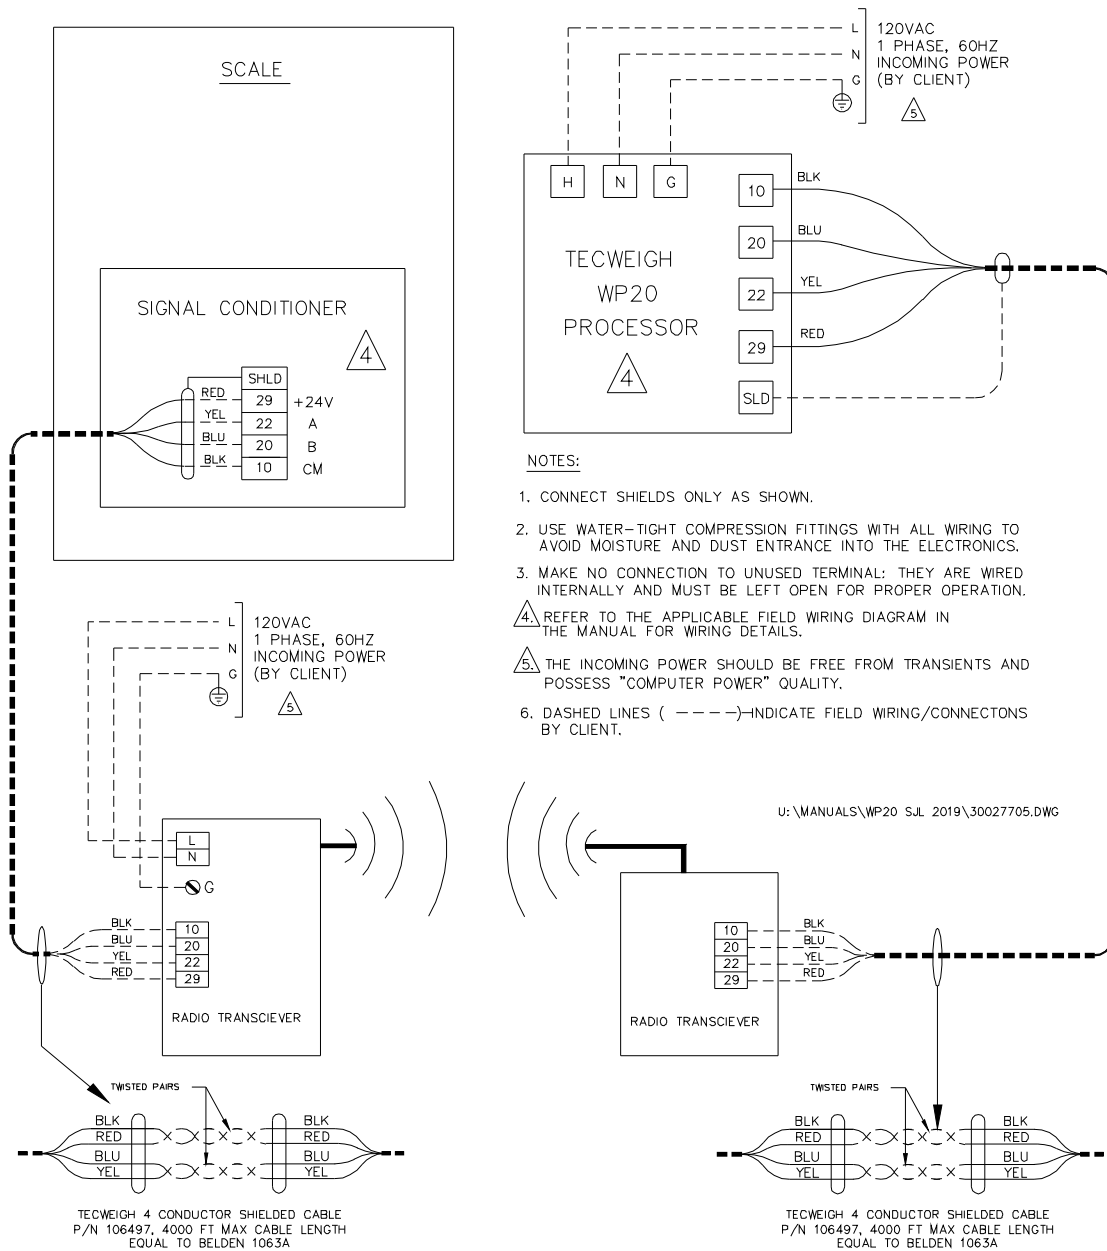 SCALE
SIGNAL CONDITIONER
4
SHLD
RED 29 +24V
YEL 22 A
BLU 20 B
BLK 10 CM
L 120VAC
N 1 PHASE, 60HZ
INCOMING POWER
G (BY CLIENT)
5
H N G
10 BLK
20 BLU
22 YEL
29 RED
SLD
TECWEIGH
WP20
PROCESSOR
4
NOTES:
1. CONNECT SHIELDS ONLY AS SHOWN.
2. USE WATER-TIGHT COMPRESSION FITTINGS WITH ALL WIRING TO
AVOID MOISTURE AND DUST ENTRANCE INTO THE ELECTRONICS.
3. MAKE NO CONNECTION TO UNUSED TERMINAL: THEY ARE WIRED
INTERNALLY AND MUST BE LEFT OPEN FOR PROPER OPERATION.
4. REFER TO THE APPLICABLE FIELD WIRING DIAGRAM IN
THE MANUAL FOR WIRING DETAILS.
5. THE INCOMING POWER SHOULD BE FREE FROM TRANSIENTS AND
POSSESS "COMPUTER POWER" QUALITY.
6. DASHED LINES ( ----) INDICATE FIELD WIRING/CONNECTONS
BY CLIENT.
L 120VAC
N 1 PHASE, 60HZ
INCOMING POWER
G (BY CLIENT)
5
U:\MANUALS\WP20 SJL 2019\30027705.DWG
L
N
G
BLK 10
BLU 20
YEL 22
RED 29
RADIO TRANSCIEVER
10 BLK
20 BLU
22 YEL
29 RED
RADIO TRANSCIEVER
TWISTED PAIRS
BLK BLK
RED RED
BLU BLU
YEL YEL
TECWEIGH 4 CONDUCTOR SHIELDED CABLE
P/N 106497, 4000 FT MAX CABLE LENGTH
EQUAL TO BELDEN 1063A
TWISTED PAIRS
BLK BLK
RED RED
BLU BLU
YEL YEL
TECWEIGH 4 CONDUCTOR SHIELDED CABLE
P/N 106497, 4000 FT MAX CABLE LENGTH
EQUAL TO BELDEN 1063A